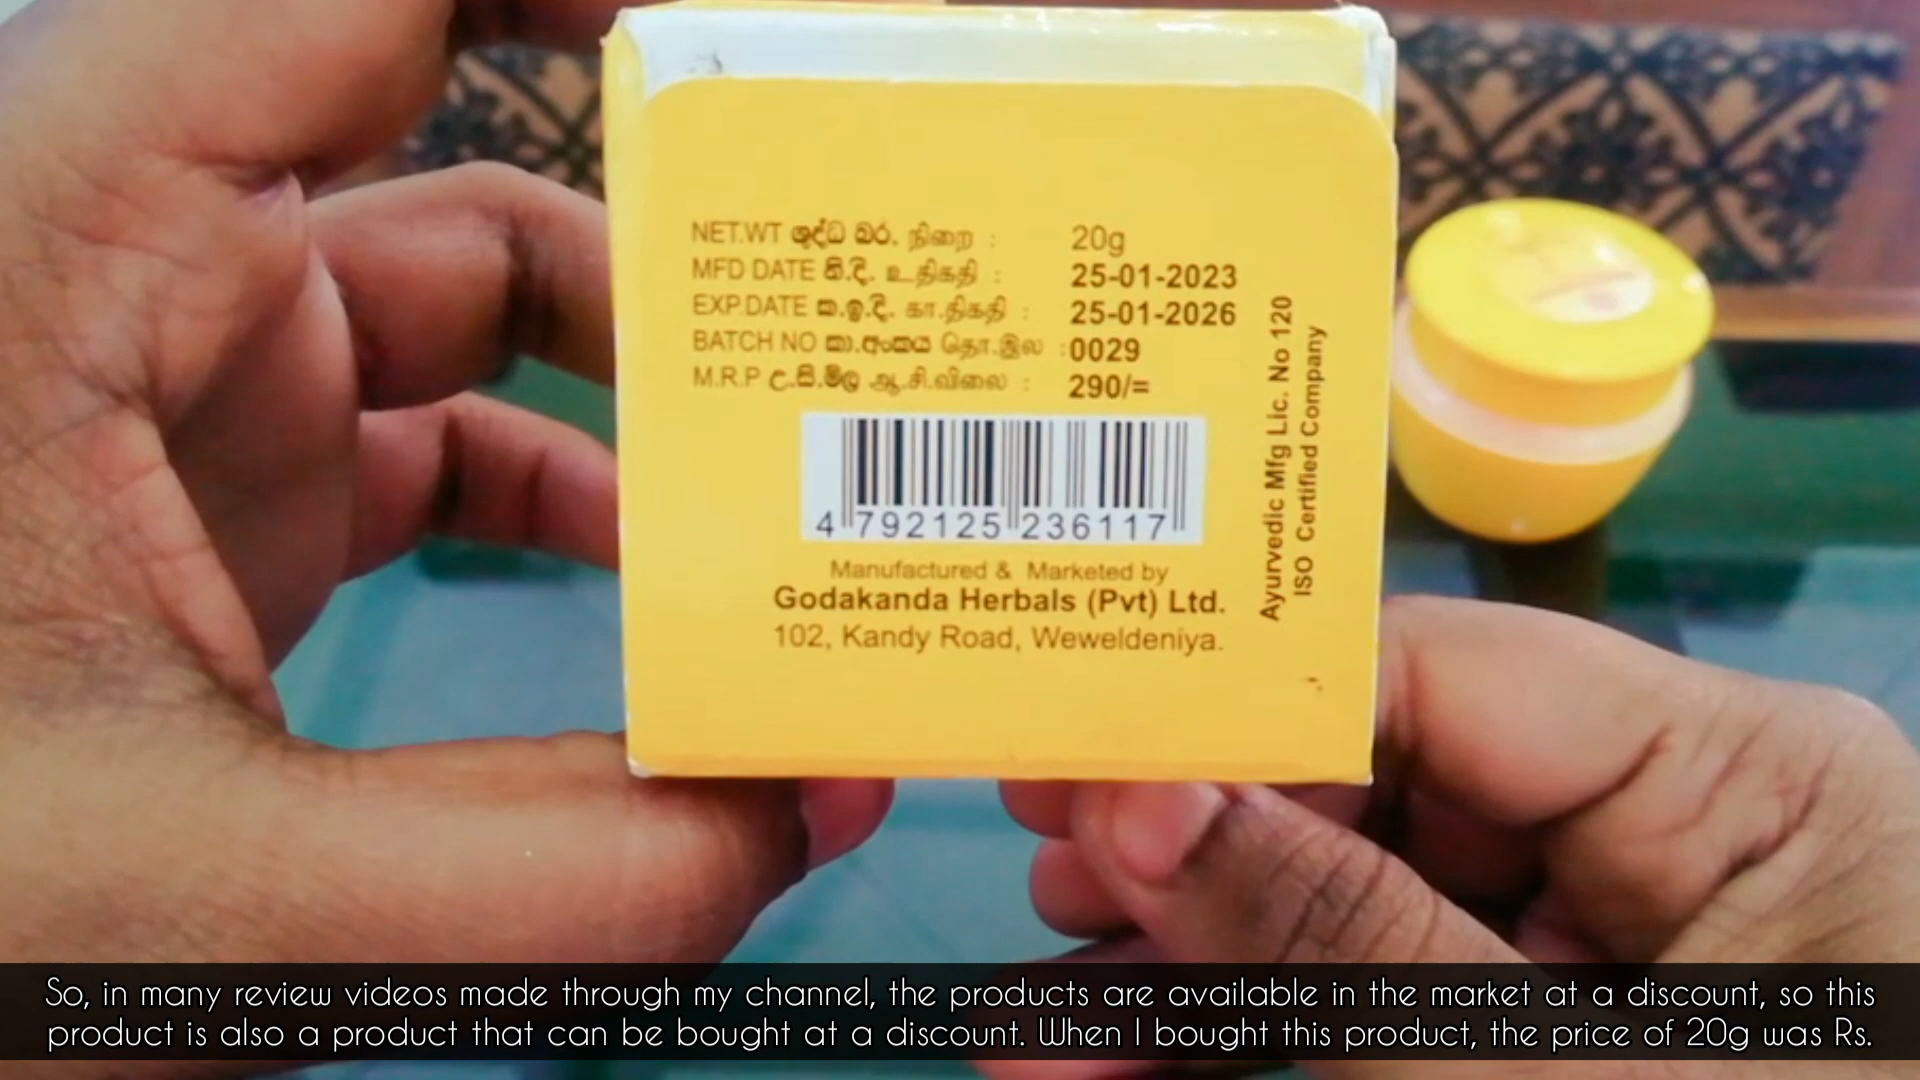 NET.WT ශුද්ධ බර. நிறை : 20g
MFD DATE නි.දි. உ.திகதி : 25-01-2023
EXP.DATE ක.ඉ.දි. கா.திகதி : 25-01-2026
BATCH NO කා.අංකය தொ.இல : 0029
M.R.P උ.සි.මිල ஆ.சி.விலை : 290/=
4 792125 236117
Manufactured & Marketed by
Godakanda Herbals (Pvt) Ltd.
102, Kandy Road, Weweldeniya.
Ayurvedic Mfg Lic. No 120
ISO Certified Company
So, in many review videos made through my channel, the products are available in the market at a discount, so this
product is also a product that can be bought at a discount. When I bought this product, the price of 20g was Rs.